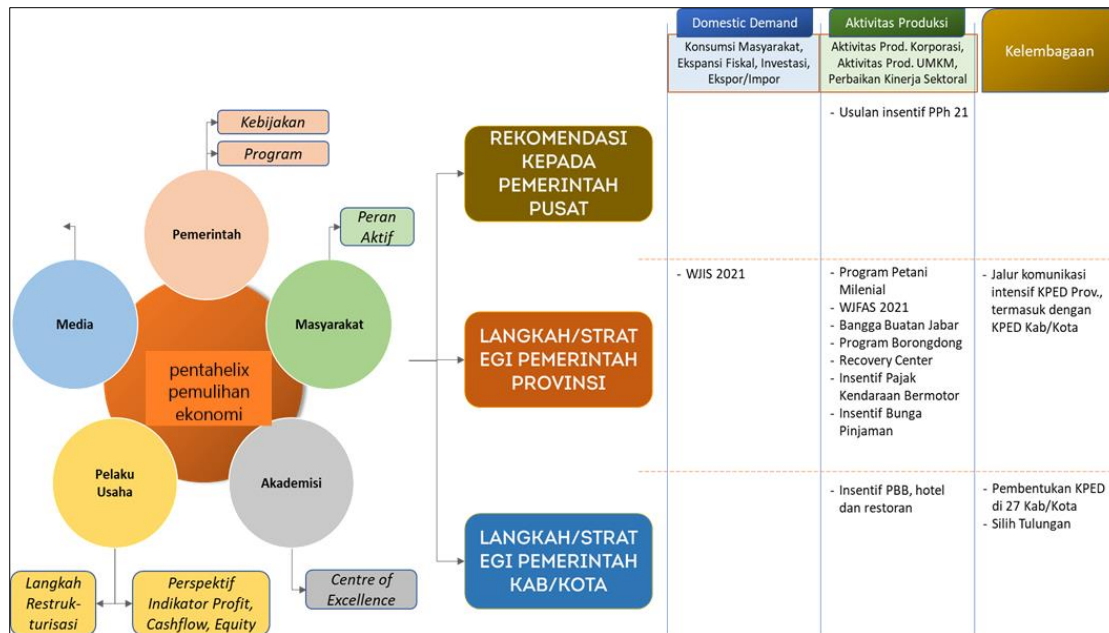 Kebijakan
Program
Pemerintah
Peran
Aktif
Media
Masyarakat
pentahelix
pemulihan
ekonomi
Pelaku
Usaha
Akademisi
Langkah
Restruk-
turisasi
Perspektif
Indikator Profit,
Cashflow, Equity
Centre of
Excellence
REKOMENDASI
KEPADA
PEMERINTAH
PUSAT
LANGKAH/STRAT
EGI PEMERINTAH
PROVINSI
LANGKAH/STRAT
EGI PEMERINTAH
KAB/KOTA
Domestic Demand
Konsumsi Masyarakat,
Ekspansi Fiskal, Investasi,
Ekspor/Impor
Aktivitas Produksi
Aktivitas Prod. Korporasi,
Aktivitas Prod. UMKM,
Perbaikan Kinerja Sektoral
Kelembagaan
- Usulan insentif PPh 21
- WJIS 2021
- Program Petani
Milenial
- WJFAS 2021
- Bangga Buatan Jabar
- Program Borongdong
- Recovery Center
- Insentif Pajak
Kendaraan Bermotor
- Insentif Bunga
Pinjaman
- Jalur komunikasi
intensif KPED Prov.,
termasuk dengan
KPED Kab/Kota
- Insentif PBB, hotel
dan restoran
- Pembentukan KPED
di 27 Kab/Kota
- Silih Tulungan